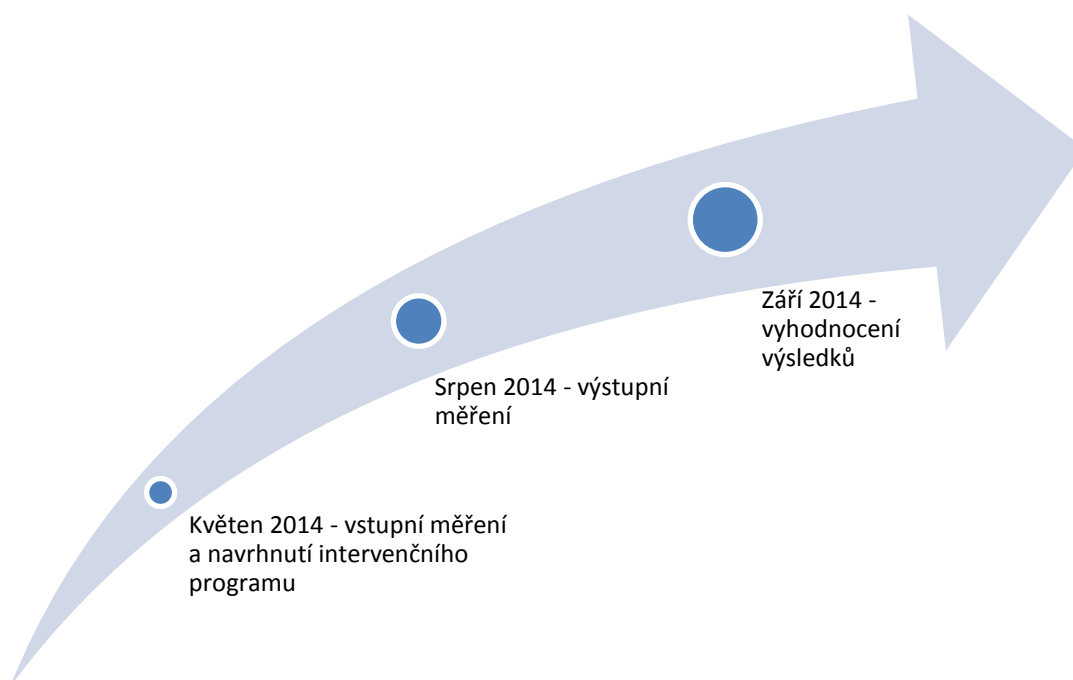 Květen 2014 - vstupní měření
a navrhnutí intervenčního
programu
Srpen 2014 - výstupní
měření
Září 2014 -
vyhodnocení
výsledků